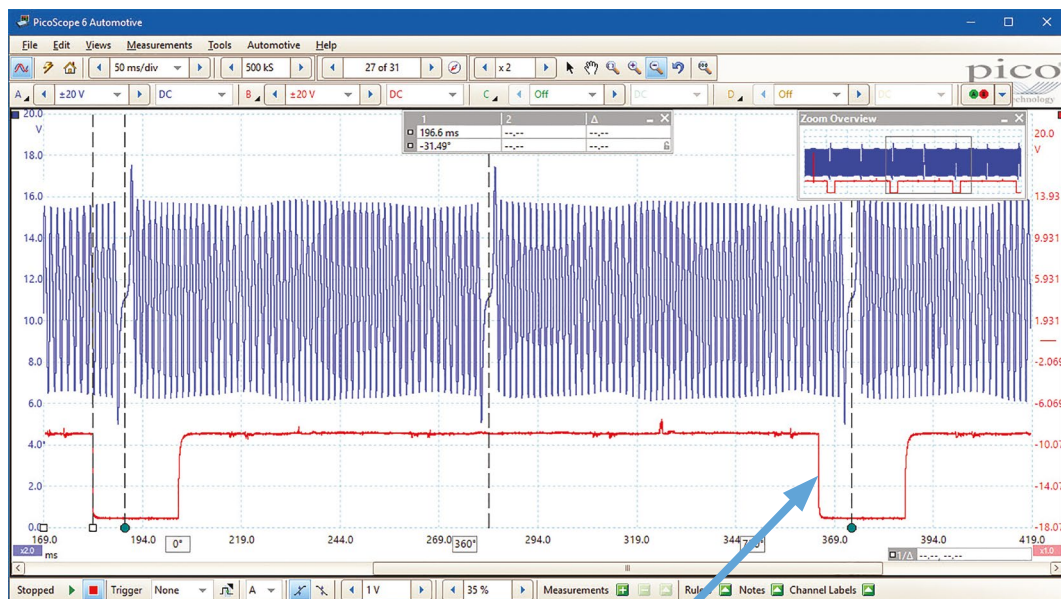 PicoScope 6 Automotive
File Edit Views Measurements Tools Automotive Help
50 ms/div 500 kS 27 of 31 x 2
pico
Technology
A ±20 V DC B ±20 V DC C Off DC D Off DC
20.0
V
18.0
16.0
14.0
12.0
10.0
8.0
6.0
4.0
2.0
0.0
1 2 Δ
196.6 ms --.-- --.--
-31.49° --.-- --.--
Zoom Overview
20.0
V
13.93
9.931
5.931
1.931
-2.069
-6.069
-10.07
-14.07
-18.07
169.0 194.0 219.0 244.0 269.0 294.0 319.0 344.0 369.0 394.0 419.0
x2.0 ms 0° 360° 1/Δ --.--, --.-- x1.0
Stopped Trigger None A 1 V 35 % Measurements Notes Channel Labels